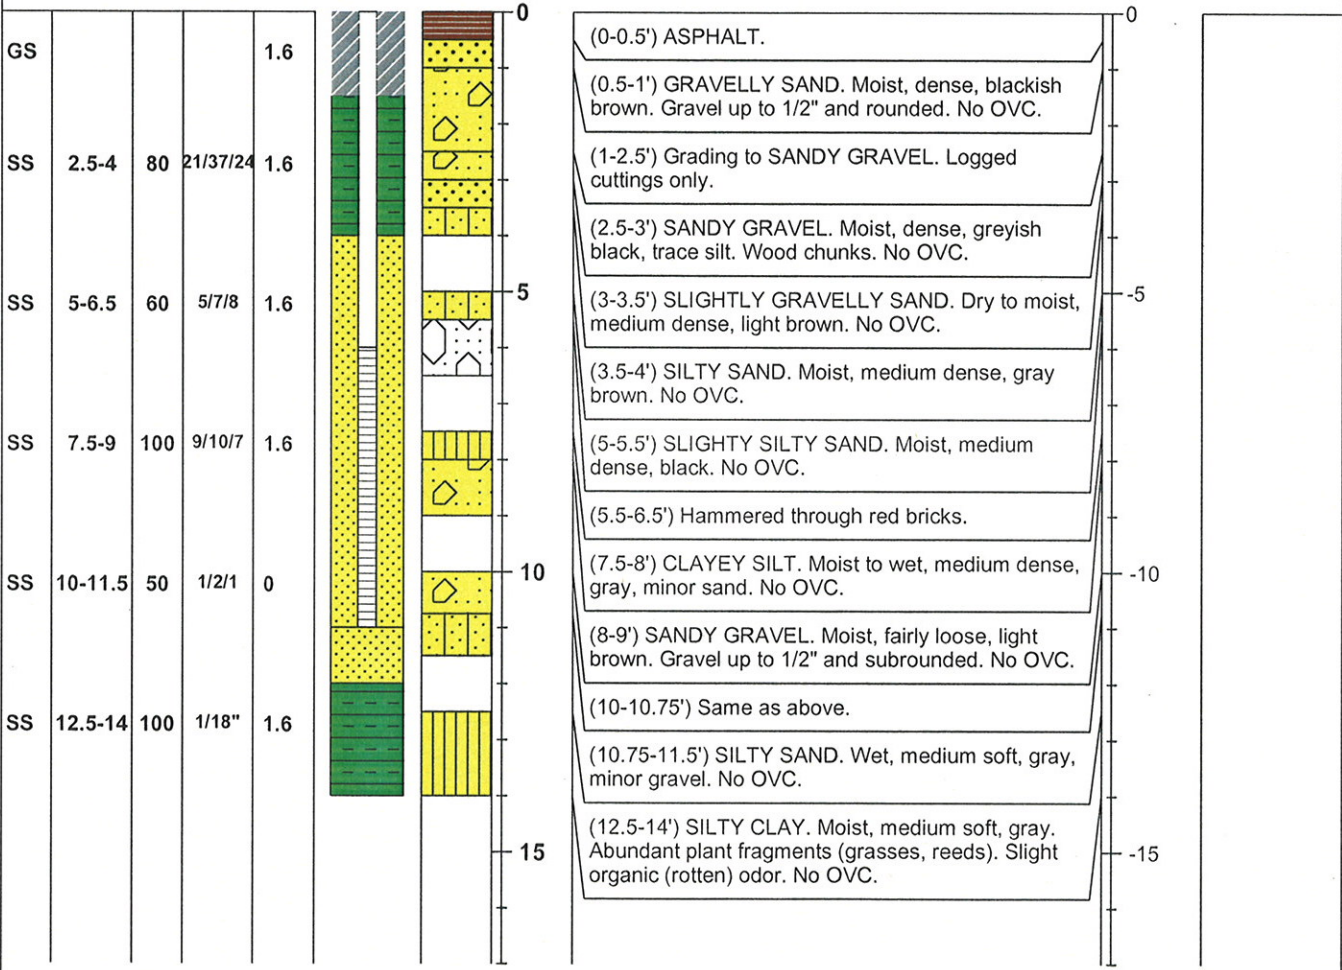 0
0
GS 1.6
(0-0.5') ASPHALT.
(0.5-1') GRAVELLY SAND. Moist, dense, blackish
brown. Gravel up to 1/2" and rounded. No OVC.
SS 2.5-4 80 21/37/24 1.6
(1-2.5') Grading to SANDY GRAVEL. Logged
cuttings only.
(2.5-3') SANDY GRAVEL. Moist, dense, greyish
black, trace silt. Wood chunks. No OVC.
SS 5-6.5 60 5/7/8 1.6
5
-5
(3-3.5') SLIGHTLY GRAVELLY SAND. Dry to moist,
medium dense, light brown. No OVC.
(3.5-4') SILTY SAND. Moist, medium dense, gray
brown. No OVC.
SS 7.5-9 100 9/10/7 1.6
(5-5.5') SLIGHTY SILTY SAND. Moist, medium
dense, black. No OVC.
(5.5-6.5') Hammered through red bricks.
SS 10-11.5 50 1/2/1 0
10
-10
(7.5-8') CLAYEY SILT. Moist to wet, medium dense,
gray, minor sand. No OVC.
(8-9') SANDY GRAVEL. Moist, fairly loose, light
brown. Gravel up to 1/2" and subrounded. No OVC.
(10-10.75') Same as above.
SS 12.5-14 100 1/18" 1.6
(10.75-11.5') SILTY SAND. Wet, medium soft, gray,
minor gravel. No OVC.
15
-15
(12.5-14') SILTY CLAY. Moist, medium soft, gray.
Abundant plant fragments (grasses, reeds). Slight
organic (rotten) odor. No OVC.